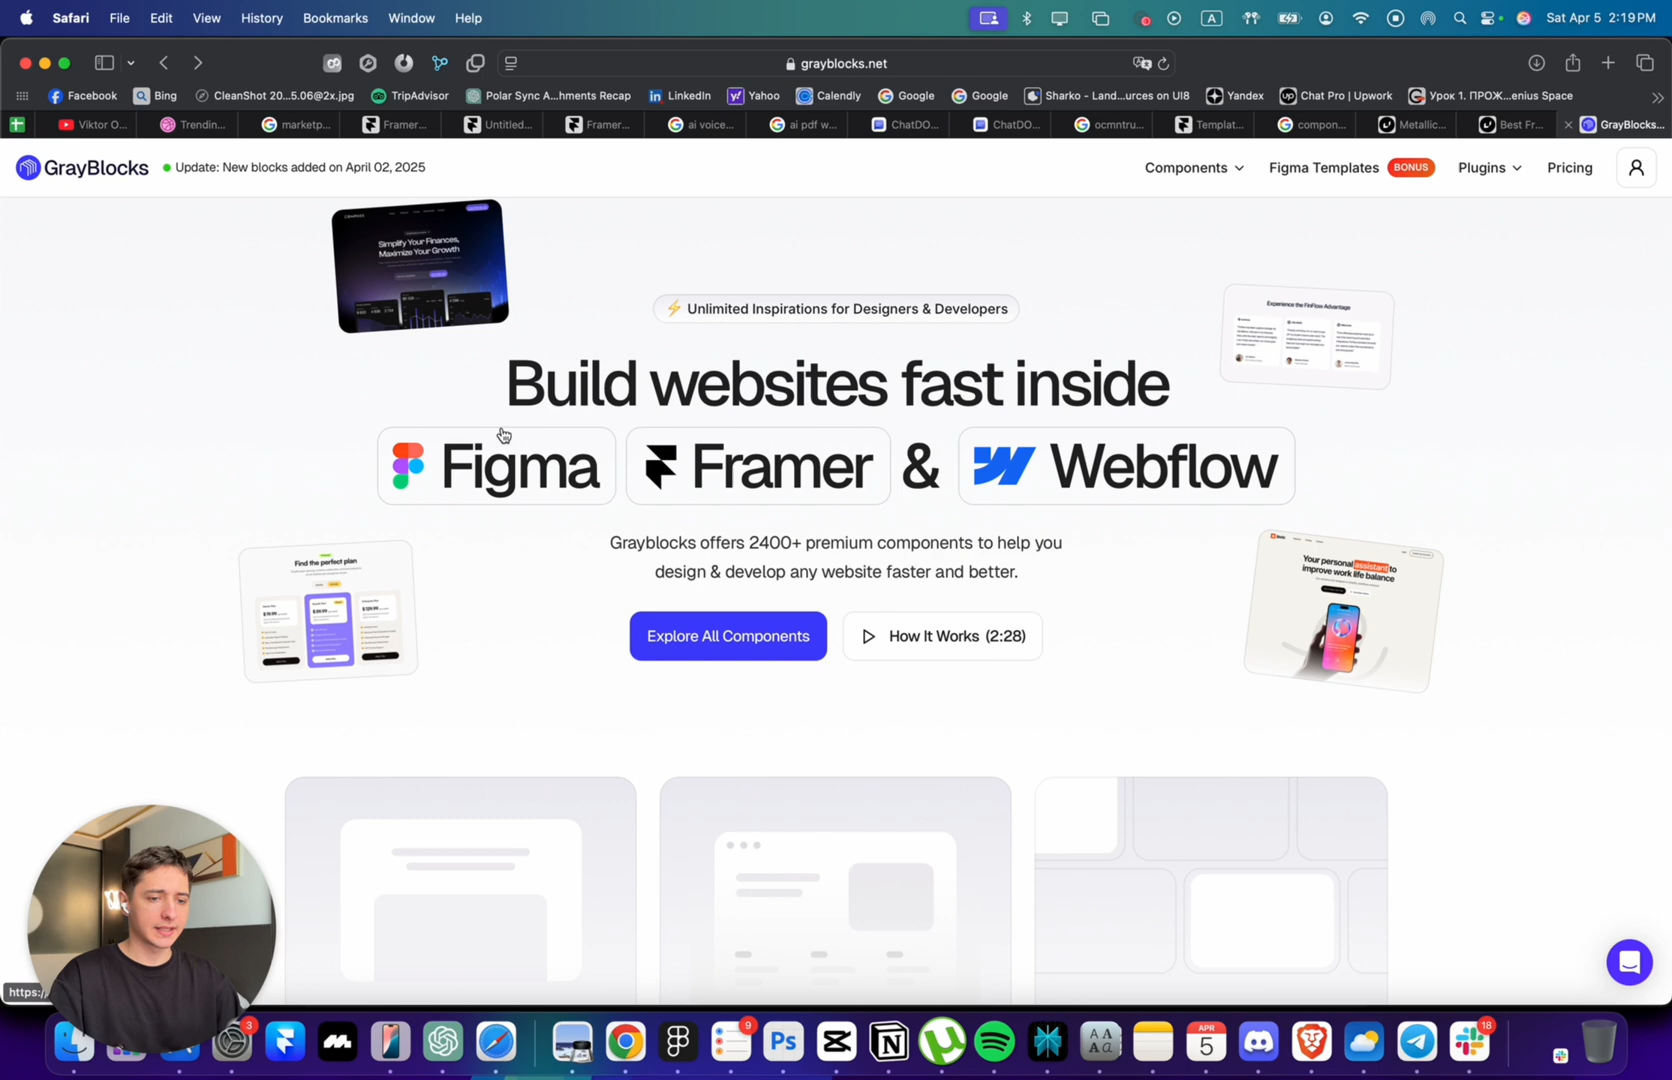 Safari File Edit View History Bookmarks Window Help
A
Sat Apr 5 2:19 PM
grayblocks.net
Facebook Bing CleanShot 20...5.06@2x.jpg TripAdvisor Polar Sync A...hments Recap LinkedIn Yahoo Calendly Google Google Sharko - Land...urces on UI8 Yandex Chat Pro | Upwork Урок 1. ПРОЖ...enius Space
Viktor O... Trendin... marketp... Framer... Untitled... Framer... ai voice... ai pdf w... ChatDO... ChatDO... ocmntru... Templat... compon... Metallic... Best Fr... GrayBlocks...
GrayBlocks Update: New blocks added on April 02, 2025 Components Figma Templates BONUS Plugins Pricing
Simplify Your Finances,
Maximize Your Growth
⚡ Unlimited Inspirations for Designers & Developers
Experience the FinFlow Advantage
Build websites fast inside
Figma Framer & Webflow
Grayblocks offers 2400+ premium components to help you
design & develop any website faster and better.
Find the perfect plan
Your personal assistant to
improve work life balance
Explore All Components How It Works (2:28)
https:/
3
9
Ps
A A
A a
APR
5
18